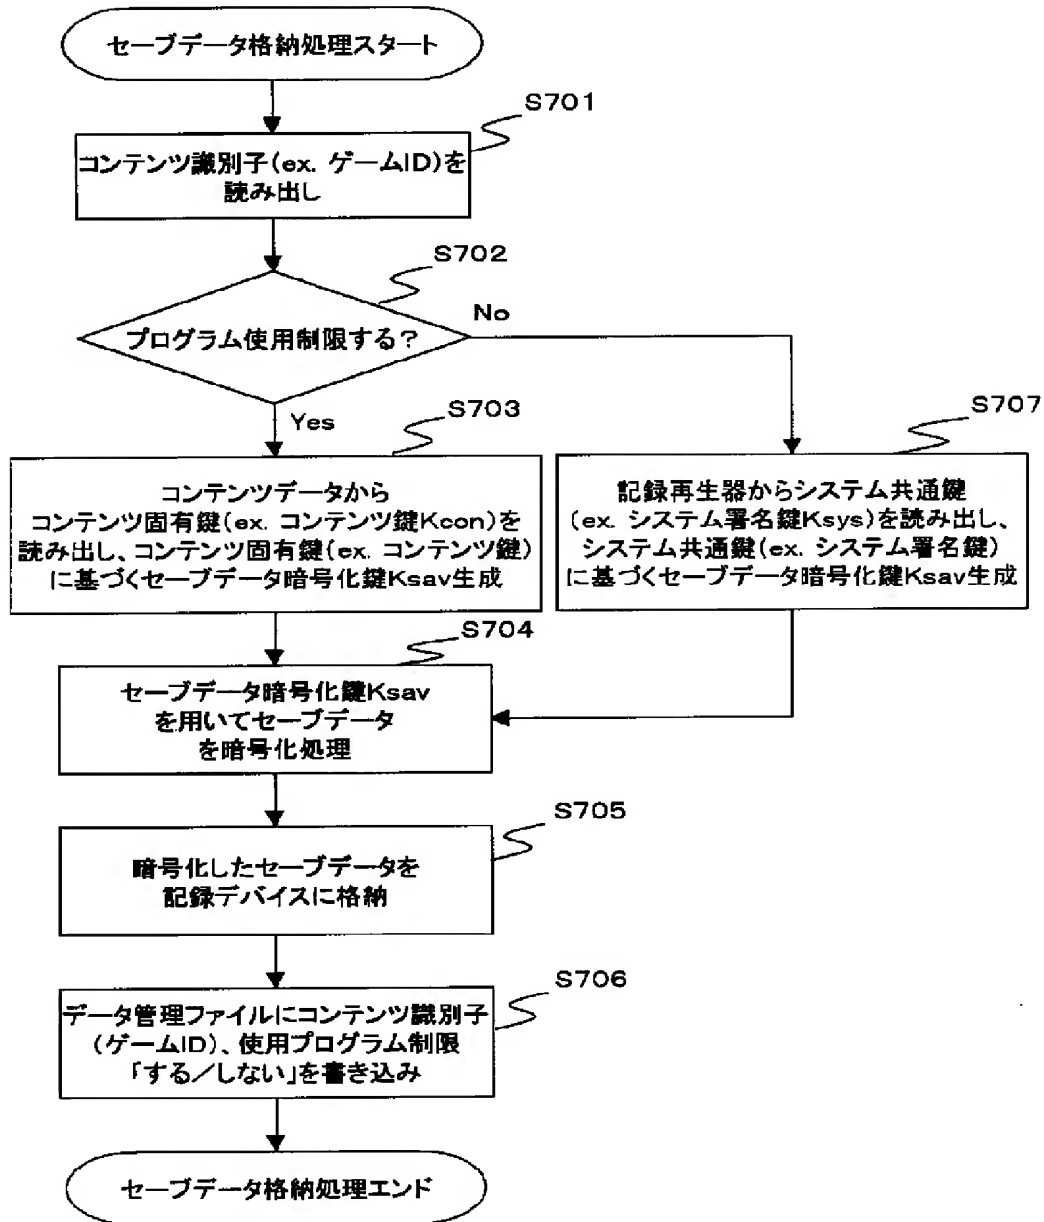 セーブデータ格納処理スタート
S701
コンテンツ識別子(ex. ゲームID)を
読み出し
S702
プログラム使用制限する?
No
Yes
S703
コンテンツデータから
コンテンツ固有鍵(ex. コンテンツ鍵Kcon)を
読み出し、コンテンツ固有鍵(ex. コンテンツ鍵)
に基づくセーブデータ暗号化鍵Ksav生成
S707
記録再生器からシステム共通鍵
(ex. システム署名鍵Ksys)を読み出し、
システム共通鍵(ex. システム署名鍵)
に基づくセーブデータ暗号化鍵Ksav生成
S704
セーブデータ暗号化鍵Ksav
を用いてセーブデータ
を暗号化処理
S705
暗号化したセーブデータを
記録デバイスに格納
S706
データ管理ファイルにコンテンツ識別子
(ゲームID)、使用プログラム制限
「する/しない」を書き込み
セーブデータ格納処理エンド